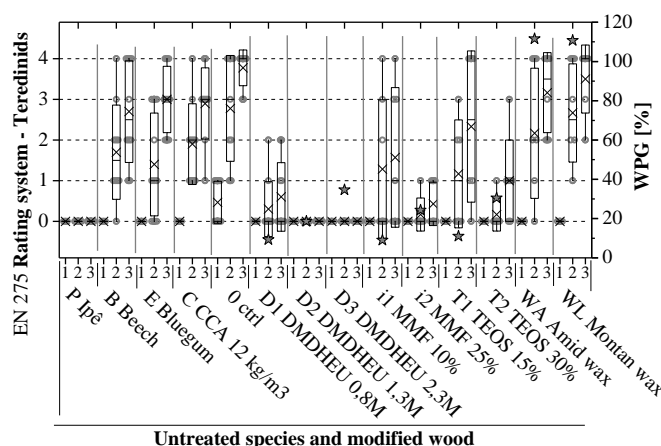 EN 275 Rating system - Teredinids
4
3
2
1
0
120
100
80
60
40
20
0
WPG [%]
1 2 3 1 2 3 1 2 3 1 2 3 1 2 3 1 2 3 1 2 3 1 2 3 1 2 3 1 2 3 1 2 3 1 2 3 1 2 3 1 2 3
P Ipê
B Beech
E Bluegum
C CCA 12 kg/m3
0 ctrl
D1 DMDHEU 0,8M
D2 DMDHEU 1,3M
D3 DMDHEU 2,3M
i1 MMF 10%
i2 MMF 25%
T1 TEOS 15%
T2 TEOS 30%
WA Amid wax
WL Montan wax
Untreated species and modified wood